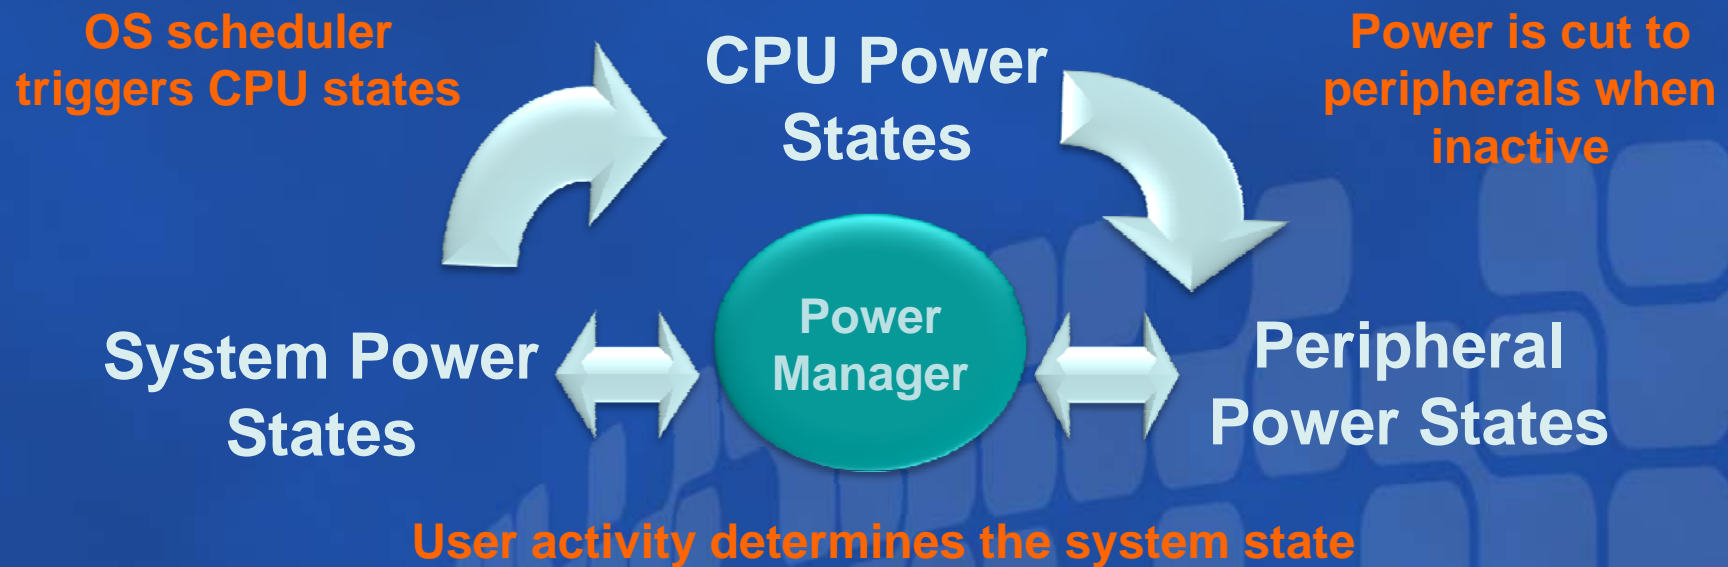 OS scheduler
triggers CPU states
CPU Power
States
Power is cut to
peripherals when
inactive
System Power
States
Power
Manager
Peripheral
Power States
User activity determines the system state